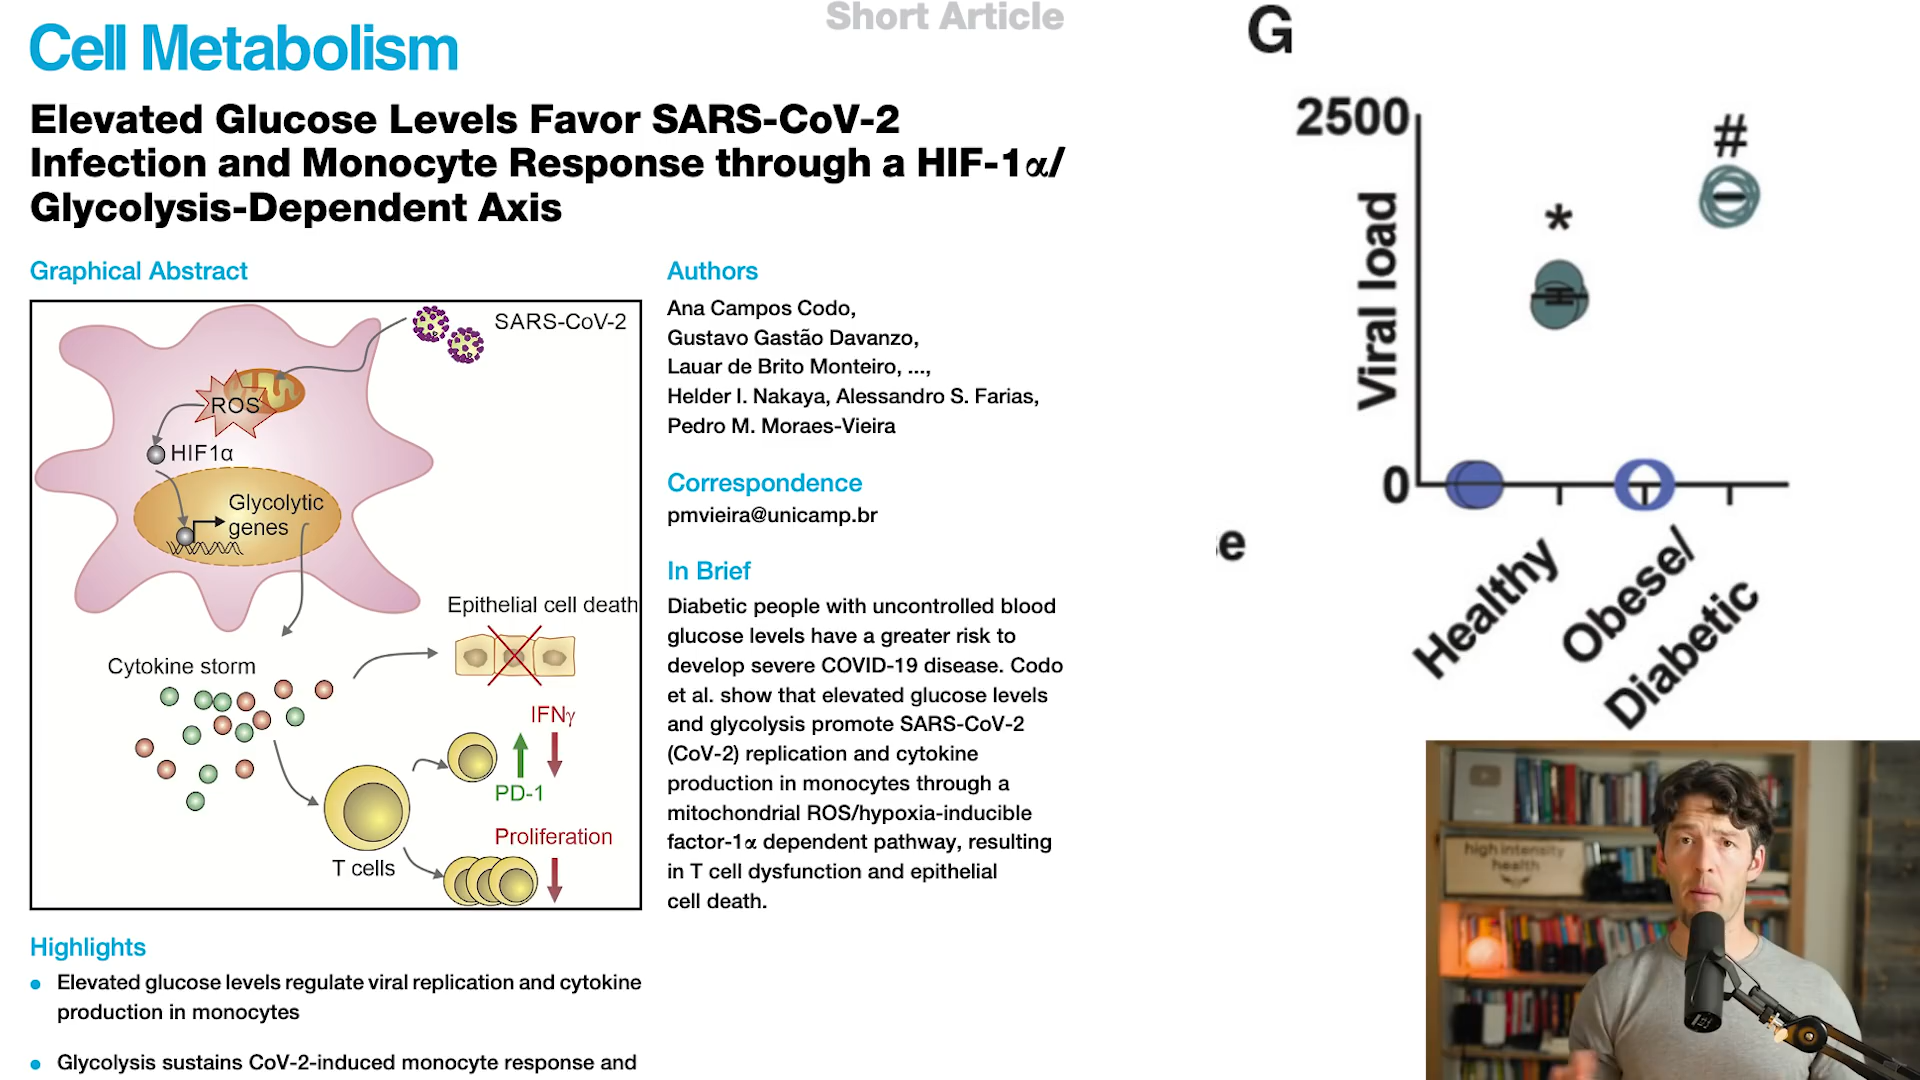 Short Article
Cell Metabolism
Elevated Glucose Levels Favor SARS-CoV-2
Infection and Monocyte Response through a HIF-1α/
Glycolysis-Dependent Axis
Graphical Abstract
SARS-CoV-2
ROS
HIF1α
Glycolytic
genes
Epithelial cell death
Cytokine storm
IFNγ
PD-1
Proliferation
T cells
Authors
Ana Campos Codo,
Gustavo Gastão Davanzo,
Lauar de Brito Monteiro, ...,
Helder I. Nakaya, Alessandro S. Farias,
Pedro M. Moraes-Vieira
Correspondence
pmvieira@unicamp.br
In Brief
Diabetic people with uncontrolled blood
glucose levels have a greater risk to
develop severe COVID-19 disease. Codo
et al. show that elevated glucose levels
and glycolysis promote SARS-CoV-2
(CoV-2) replication and cytokine
production in monocytes through a
mitochondrial ROS/hypoxia-inducible
factor-1α dependent pathway, resulting
in T cell dysfunction and epithelial
cell death.
Highlights
• Elevated glucose levels regulate viral replication and cytokine
production in monocytes
• Glycolysis sustains CoV-2-induced monocyte response and
G
2500
#
*
Viral load
0
e
Healthy
Obese/
Diabetic
high intensity
health